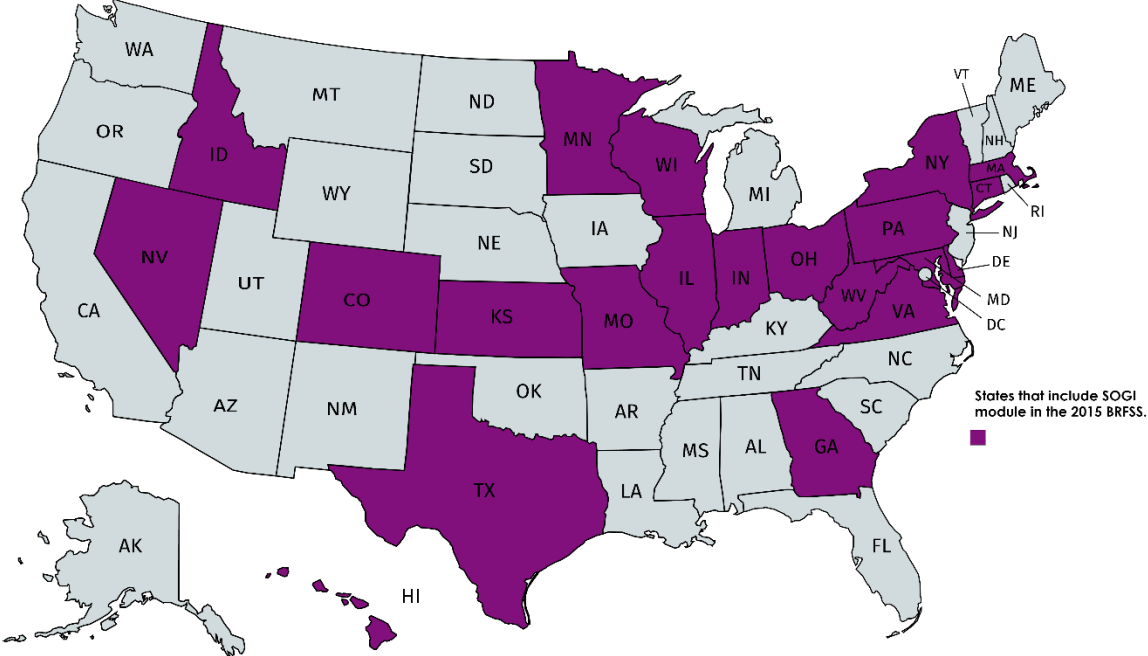 WA
MT
ND
MN
VT
ME
OR
ID
SD
WI
NH
NY
MA
WY
MI
CT
RI
IA
NE
PA
NJ
NV
UT
CO
IL
IN
OH
DE
CA
KS
MO
WV
VA
MD
KY
DC
NC
TN
AZ
NM
OK
AR
SC
States that include SOGI
module in the 2015 BRFSS.
MS
AL
GA
TX
LA
AK
FL
HI